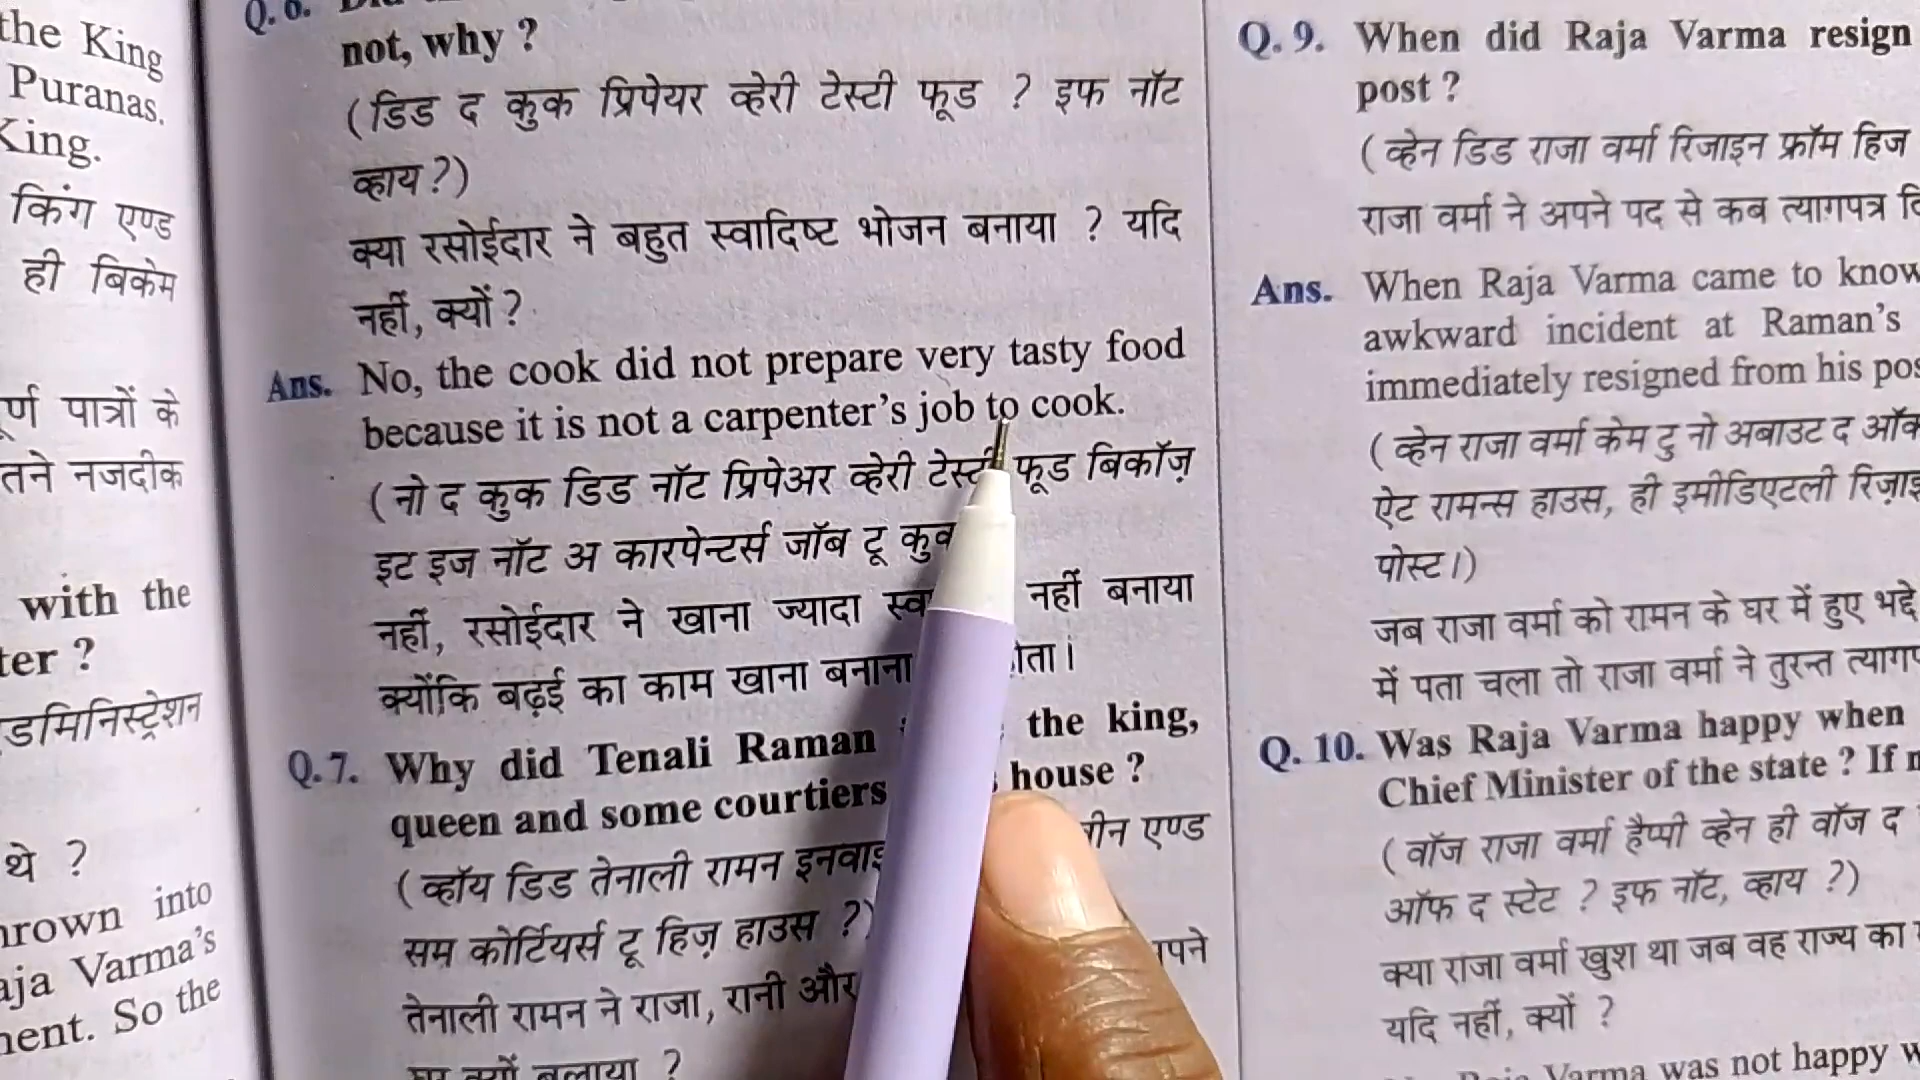 the King
Puranas.
King.
किंग एण्ड
ही बिकेम
पात्रों के
तने नजदीक
with the
ter ?
डमिनिस्ट्रेशन
थे ?
hrown into
aja Varma's
nent. So the
Q. 6.
not, why ?
(डिड द कुक प्रिपेयर व्हेरी टेस्टी फूड ? इफ नॉट
व्हाय?)
क्या रसोईदार ने बहुत स्वादिष्ट भोजन बनाया ? यदि
नहीं, क्यों ?
Ans. No, the cook did not prepare very tasty food
because it is not a carpenter's job to cook.
(नो द कुक डिड नॉट प्रिपेअर व्हेरी टेस्टी फूड बिकॉज़
इट इज नॉट अ कारपेन्टर्स जॉब टू
नहीं, रसोईदार ने खाना ज्यादा नहीं बनाया
क्योंकि बढ़ई का काम खाना बनाना
Q. 7. Why did Tenali Raman the king,
queen and some courtiers house ?
(व्हॉय डिड तेनाली रामन एण्ड
सम कोर्टियर्स टू हिज़ हाउस ?)
तेनाली रामन ने राजा, रानी और
Q. 9. When did Raja Varma resign
post ?
(व्हेन डिड राजा वर्मा रिजाइन फ्रॉम हिज
राजा वर्मा ने अपने पद से कब त्यागपत्र
Ans. When Raja Varma came to know
awkward incident at Raman's
immediately resigned from his
(व्हेन राजा वर्मा केम टु नो अबाउट द
ऐट रामन्स हाउस, ही इमीडिएटली
पोस्ट।)
जब राजा वर्मा को रामन के घर में हुए भद्दे
में पता चला तो राजा वर्मा ने तुरन्त
Q. 10. Was Raja Varma happy when
Chief Minister of the state ? If
(वॉज राजा वर्मा हैप्पी व्हेन ही वॉज द
ऑफ द स्टेट ? इफ नॉट, व्हाय ?)
क्या राजा वर्मा खुश था जब वह राज्य का
यदि नहीं, क्यों ?
Varma was not happy